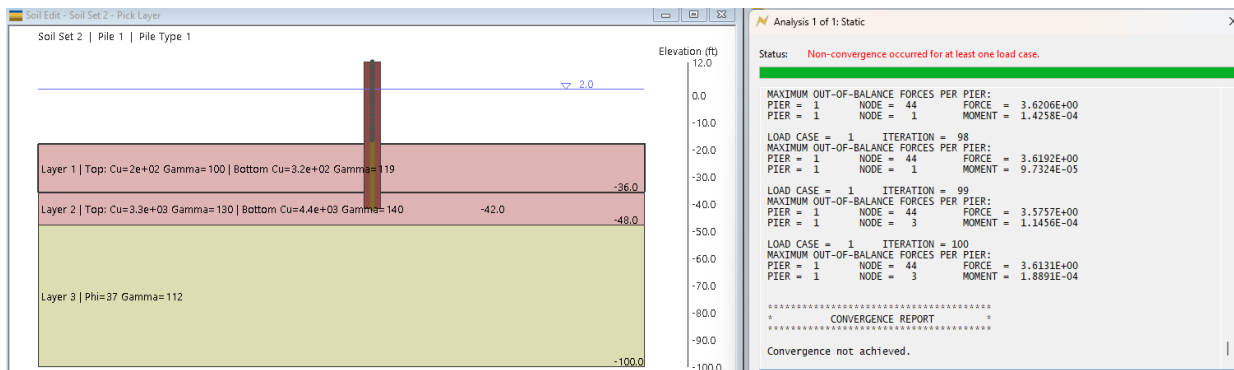 Soil Edit - Soil Set 2 - Pick Layer
Soil Set 2 | Pile 1 | Pile Type 1
Elevation (ft)
12.0
2.0
0.0
-10.0
-20.0
Layer 1 | Top: Cu=2e+02 Gamma=100 | Bottom Cu=3.2e+02 Gamma=119
-30.0
-36.0
-40.0
Layer 2 | Top: Cu=3.3e+03 Gamma=130 | Bottom Cu=4.4e+03 Gamma=140
-42.0
-48.0
-50.0
-60.0
-70.0
Layer 3 | Phi=37 Gamma=112
-80.0
-90.0
-100.0
-100.0
Analysis 1 of 1: Static
Status: Non-convergence occurred for at least one load case.
MAXIMUM OUT-OF-BALANCE FORCES PER PIER:
PIER = 1 NODE = 44 FORCE = 3.6206E+00
PIER = 1 NODE = 1 MOMENT = 1.4258E-04
LOAD CASE = 1 ITERATION = 98
MAXIMUM OUT-OF-BALANCE FORCES PER PIER:
PIER = 1 NODE = 44 FORCE = 3.6192E+00
PIER = 1 NODE = 1 MOMENT = 9.7324E-05
LOAD CASE = 1 ITERATION = 99
MAXIMUM OUT-OF-BALANCE FORCES PER PIER:
PIER = 1 NODE = 44 FORCE = 3.5757E+00
PIER = 1 NODE = 3 MOMENT = 1.1456E-04
LOAD CASE = 1 ITERATION = 100
MAXIMUM OUT-OF-BALANCE FORCES PER PIER:
PIER = 1 NODE = 44 FORCE = 3.6131E+00
PIER = 1 NODE = 3 MOMENT = 1.8891E-04
****************************************
* CONVERGENCE REPORT *
****************************************
Convergence not achieved.